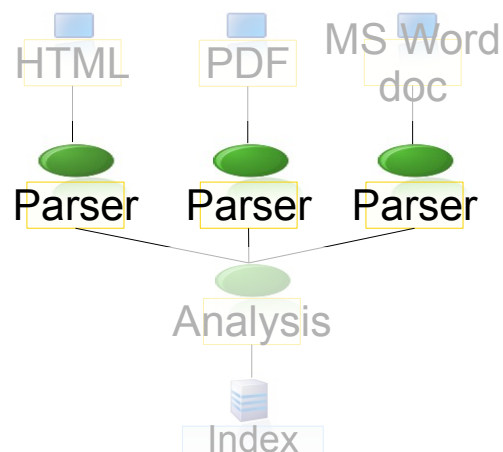 HTML
PDF
MS Word
doc
Parser
Parser
Parser
Analysis
Index